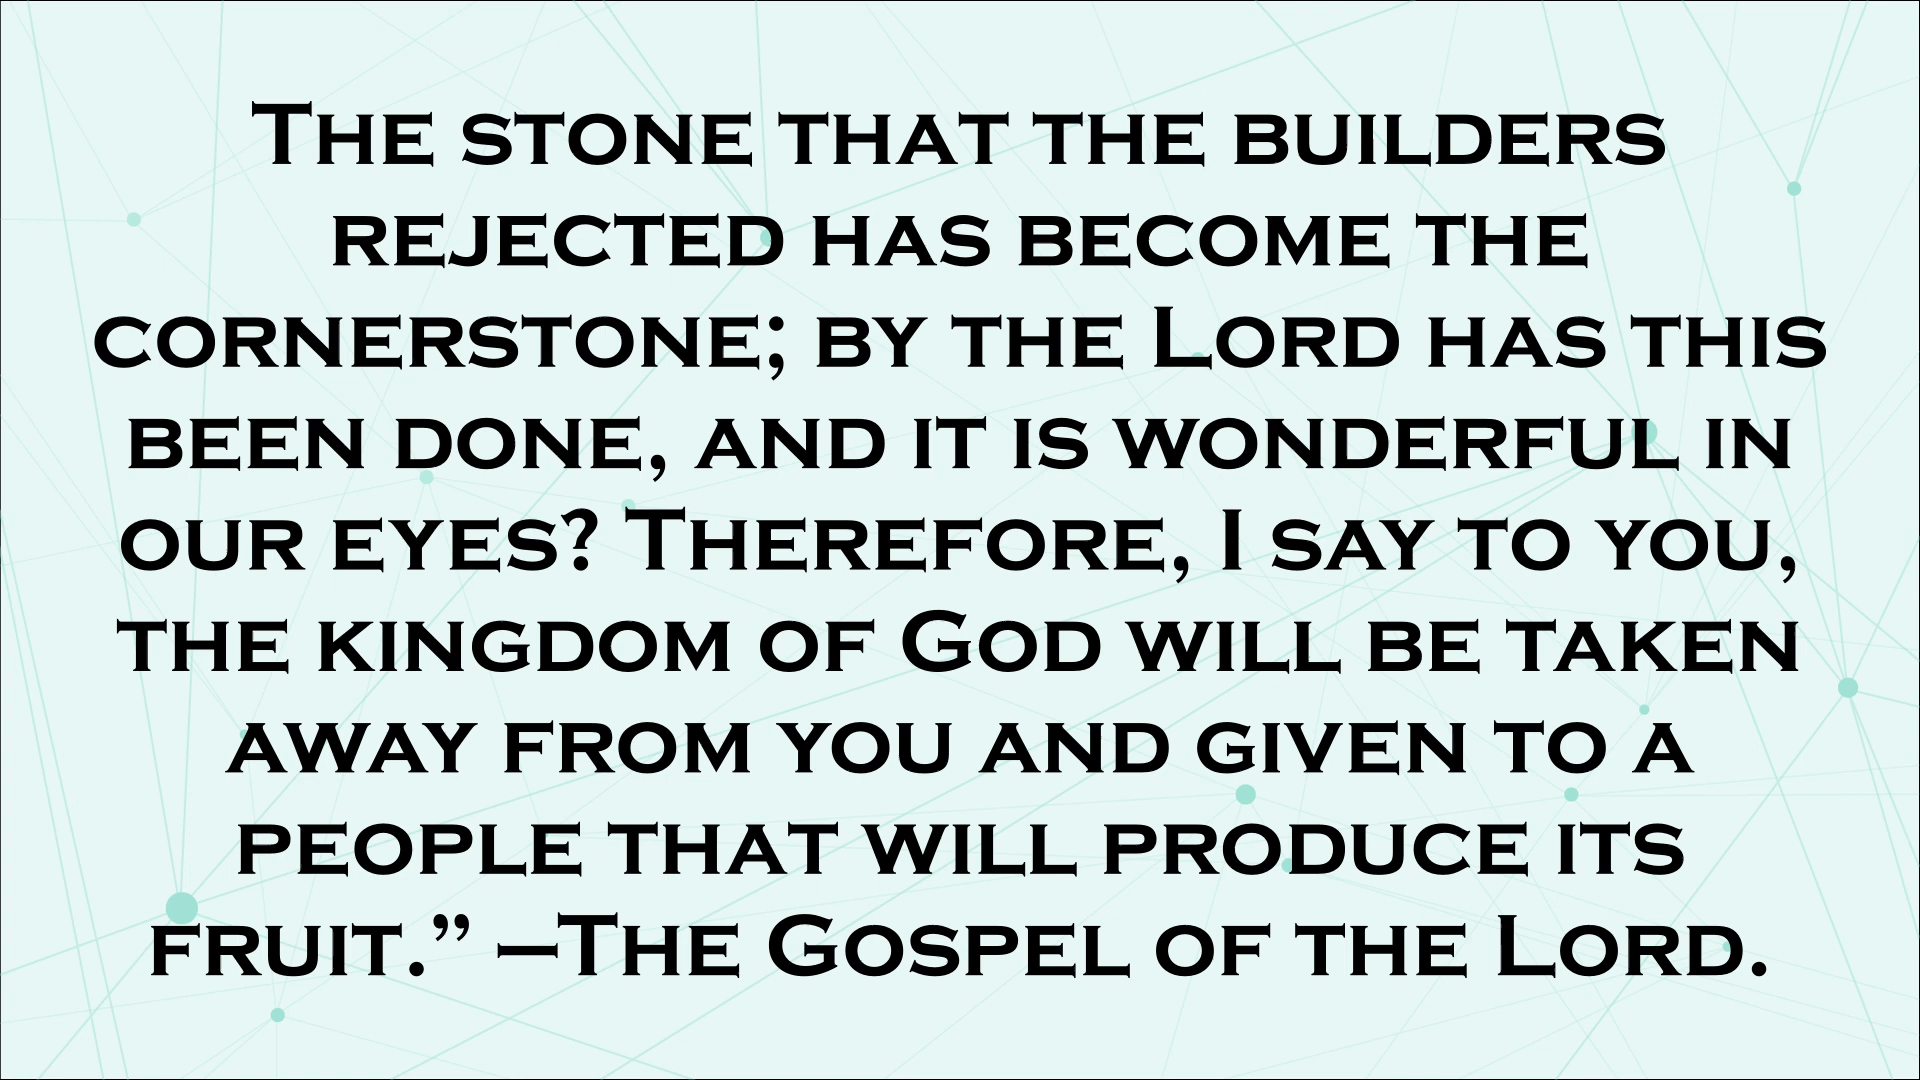 The stone that the builders
rejected has become the
cornerstone; by the Lord has this
been done, and it is wonderful in
our eyes? Therefore, I say to you,
the kingdom of God will be taken
away from you and given to a
people that will produce its
fruit.” –The Gospel of the Lord.